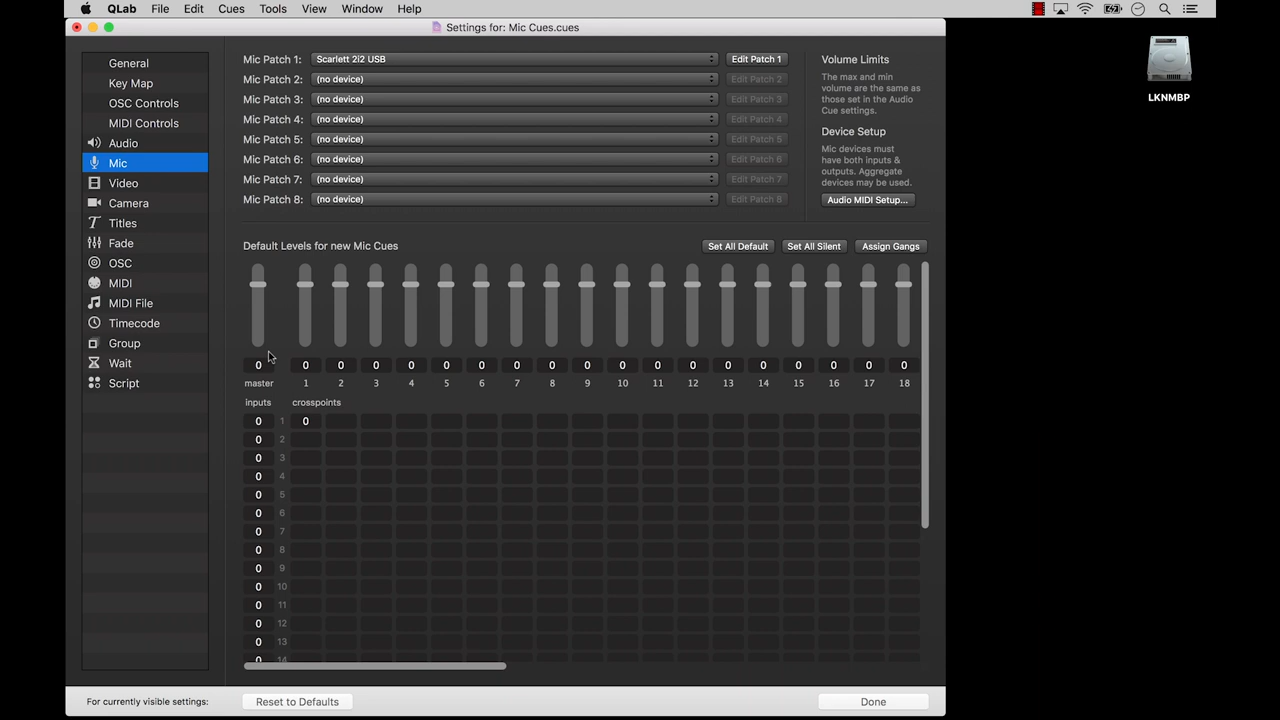 QLab File Edit Cues Tools View Window Help
Settings for: Mic Cues.cues
General
Key Map
OSC Controls
MIDI Controls
Audio
Mic
Video
Camera
Titles
Fade
OSC
MIDI
MIDI File
Timecode
Group
Wait
Script
Mic Patch 1: Scarlett 2i2 USB Edit Patch 1
Mic Patch 2: (no device) Edit Patch 2
Mic Patch 3: (no device) Edit Patch 3
Mic Patch 4: (no device) Edit Patch 4
Mic Patch 5: (no device) Edit Patch 5
Mic Patch 6: (no device) Edit Patch 6
Mic Patch 7: (no device) Edit Patch 7
Mic Patch 8: (no device) Edit Patch 8
Volume Limits
The max and min
volume are the same as
those set in the Audio
Cue settings.
Device Setup
Mic devices must
have both inputs &
outputs. Aggregate
devices may be used.
Audio MIDI Setup...
Default Levels for new Mic Cues Set All Default Set All Silent Assign Gangs
0 0 0 0 0 0 0 0 0 0 0 0 0 0 0 0 0 0 0
master 1 2 3 4 5 6 7 8 9 10 11 12 13 14 15 16 17 18
inputs crosspoints
0 1 0
0 2
0 3
0 4
0 5
0 6
0 7
0 8
0 9
0 10
0 11
0 12
0 13
0 14
For currently visible settings: Reset to Defaults Done
LKNMBP